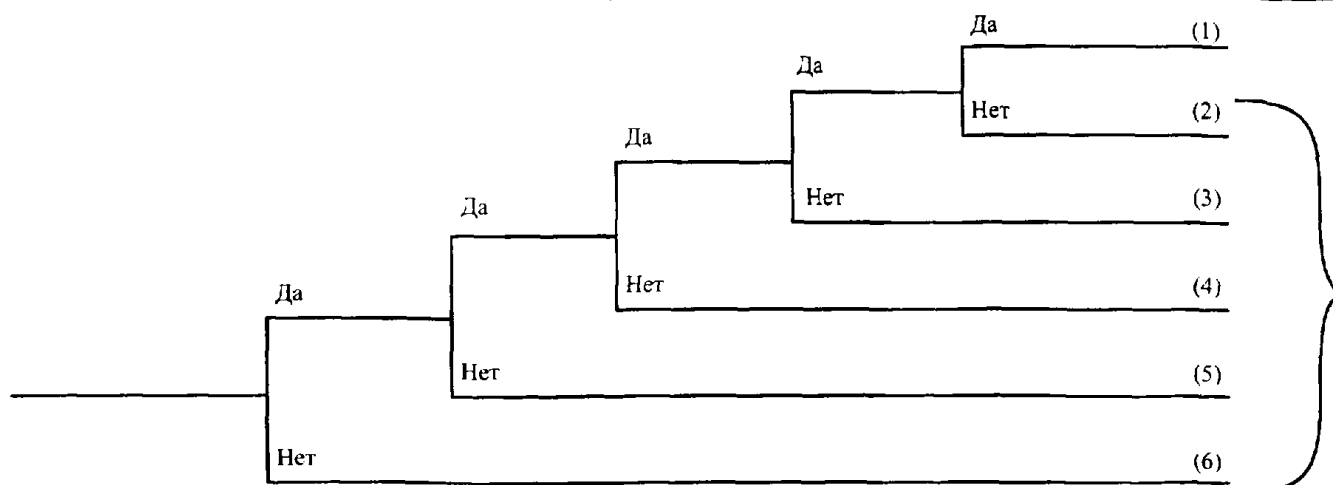 Да (1)
Да
Нет (2)
Да
Нет (3)
Да
Нет (4)
Да
Нет (5)
Нет (6)